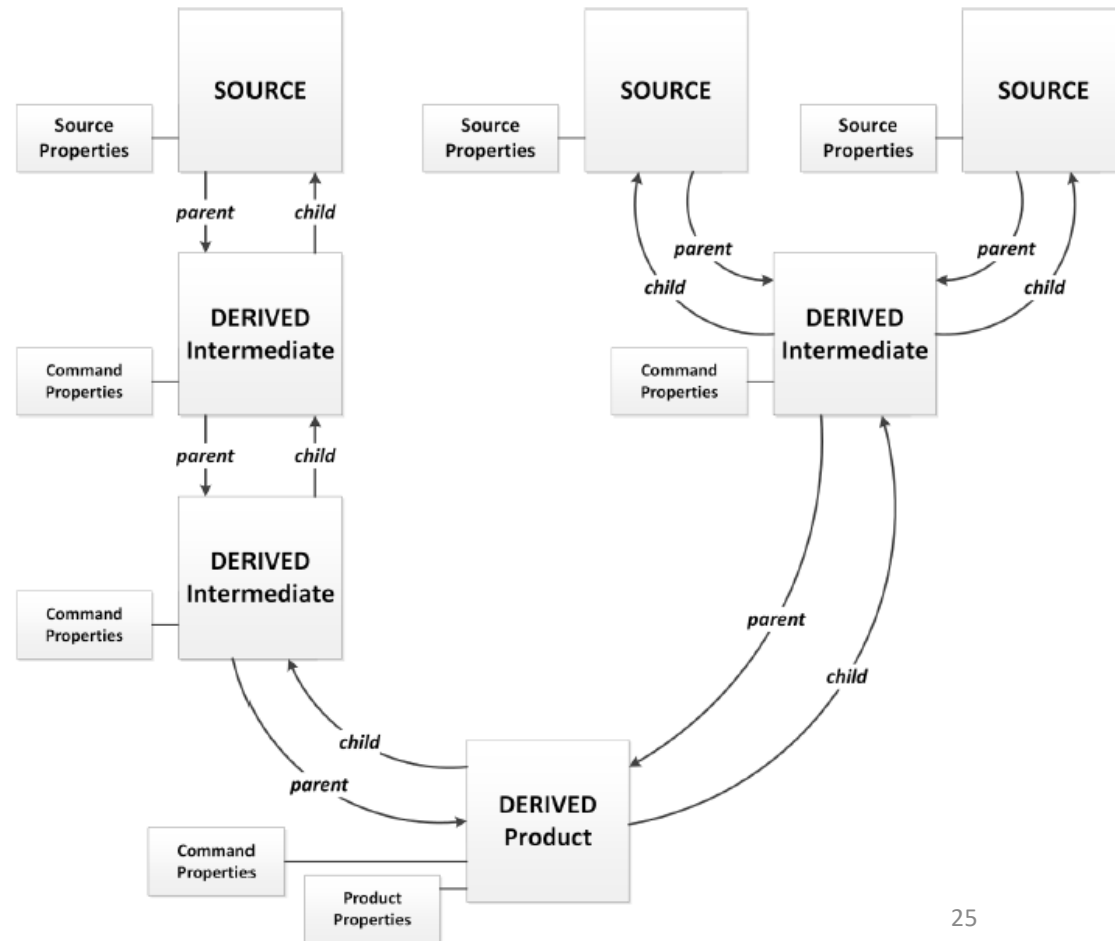 SOURCE
SOURCE
SOURCE
Source
Properties
Source
Properties
Source
Properties
parent
child
parent
child
parent
child
DERIVED
Intermediate
DERIVED
Intermediate
Command
Properties
Command
Properties
parent
child
DERIVED
Intermediate
Command
Properties
parent
child
child
parent
DERIVED
Product
Command
Properties
Product
Properties
25